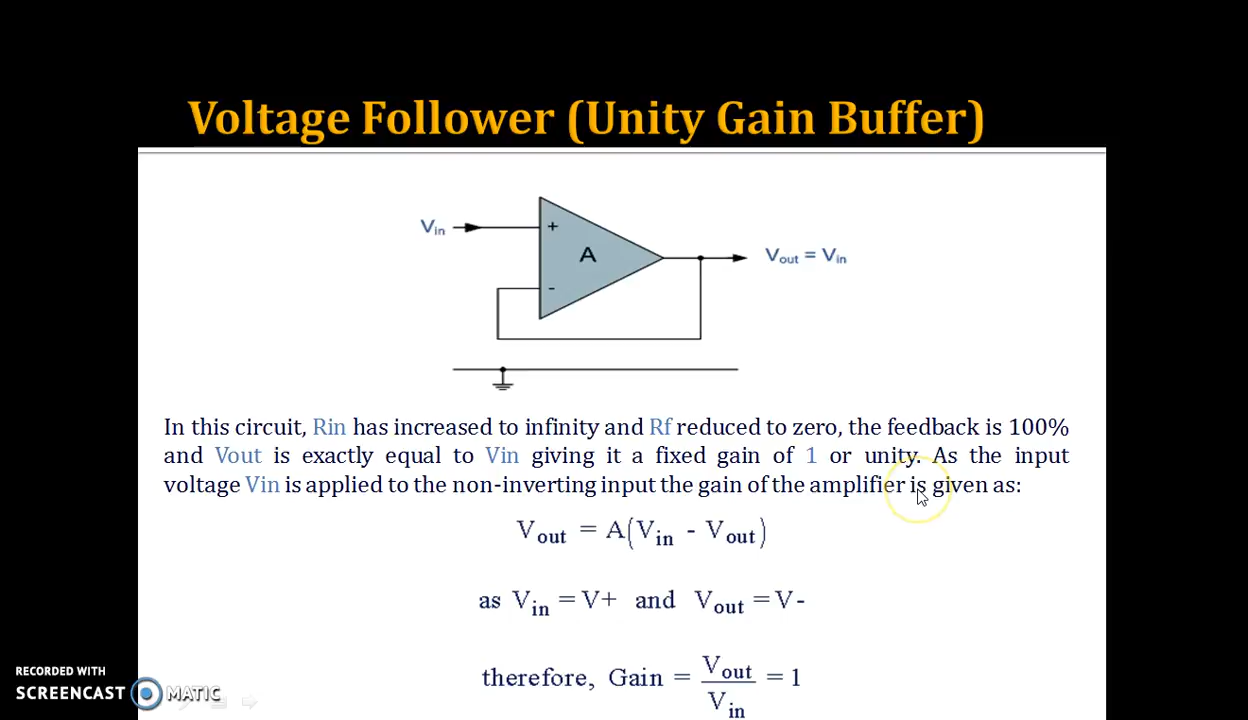 Voltage Follower (Unity Gain Buffer)
Vin
+
A
Vout = Vin
-
In this circuit, Rin has increased to infinity and Rf reduced to zero, the feedback is 100%
and Vout is exactly equal to Vin giving it a fixed gain of 1 or unity. As the input
voltage Vin is applied to the non-inverting input the gain of the amplifier is given as:
Vout = A(Vin - Vout)
as Vin = V+ and Vout = V-
therefore, Gain = Vout/Vin = 1
RECORDED WITH
SCREENCAST MATIC